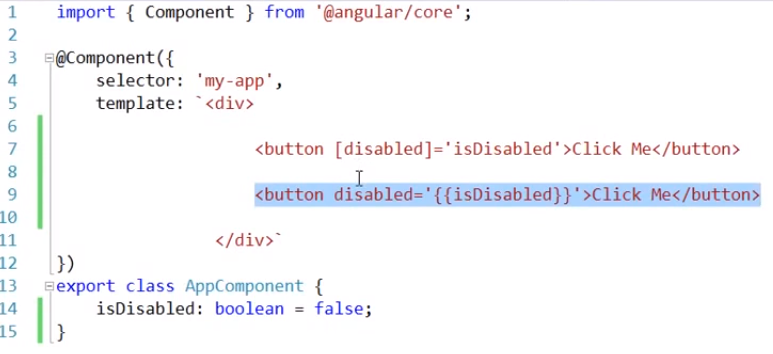 1 import { Component } from '@angular/core';
2
3 @Component({
4 selector: 'my-app',
5 template: `<div>
6
7 <button [disabled]='isDisabled'>Click Me</button>
8
9 <button disabled='{{isDisabled}}'>Click Me</button>
10
11 </div>`
12 })
13 export class AppComponent {
14 isDisabled: boolean = false;
15 }